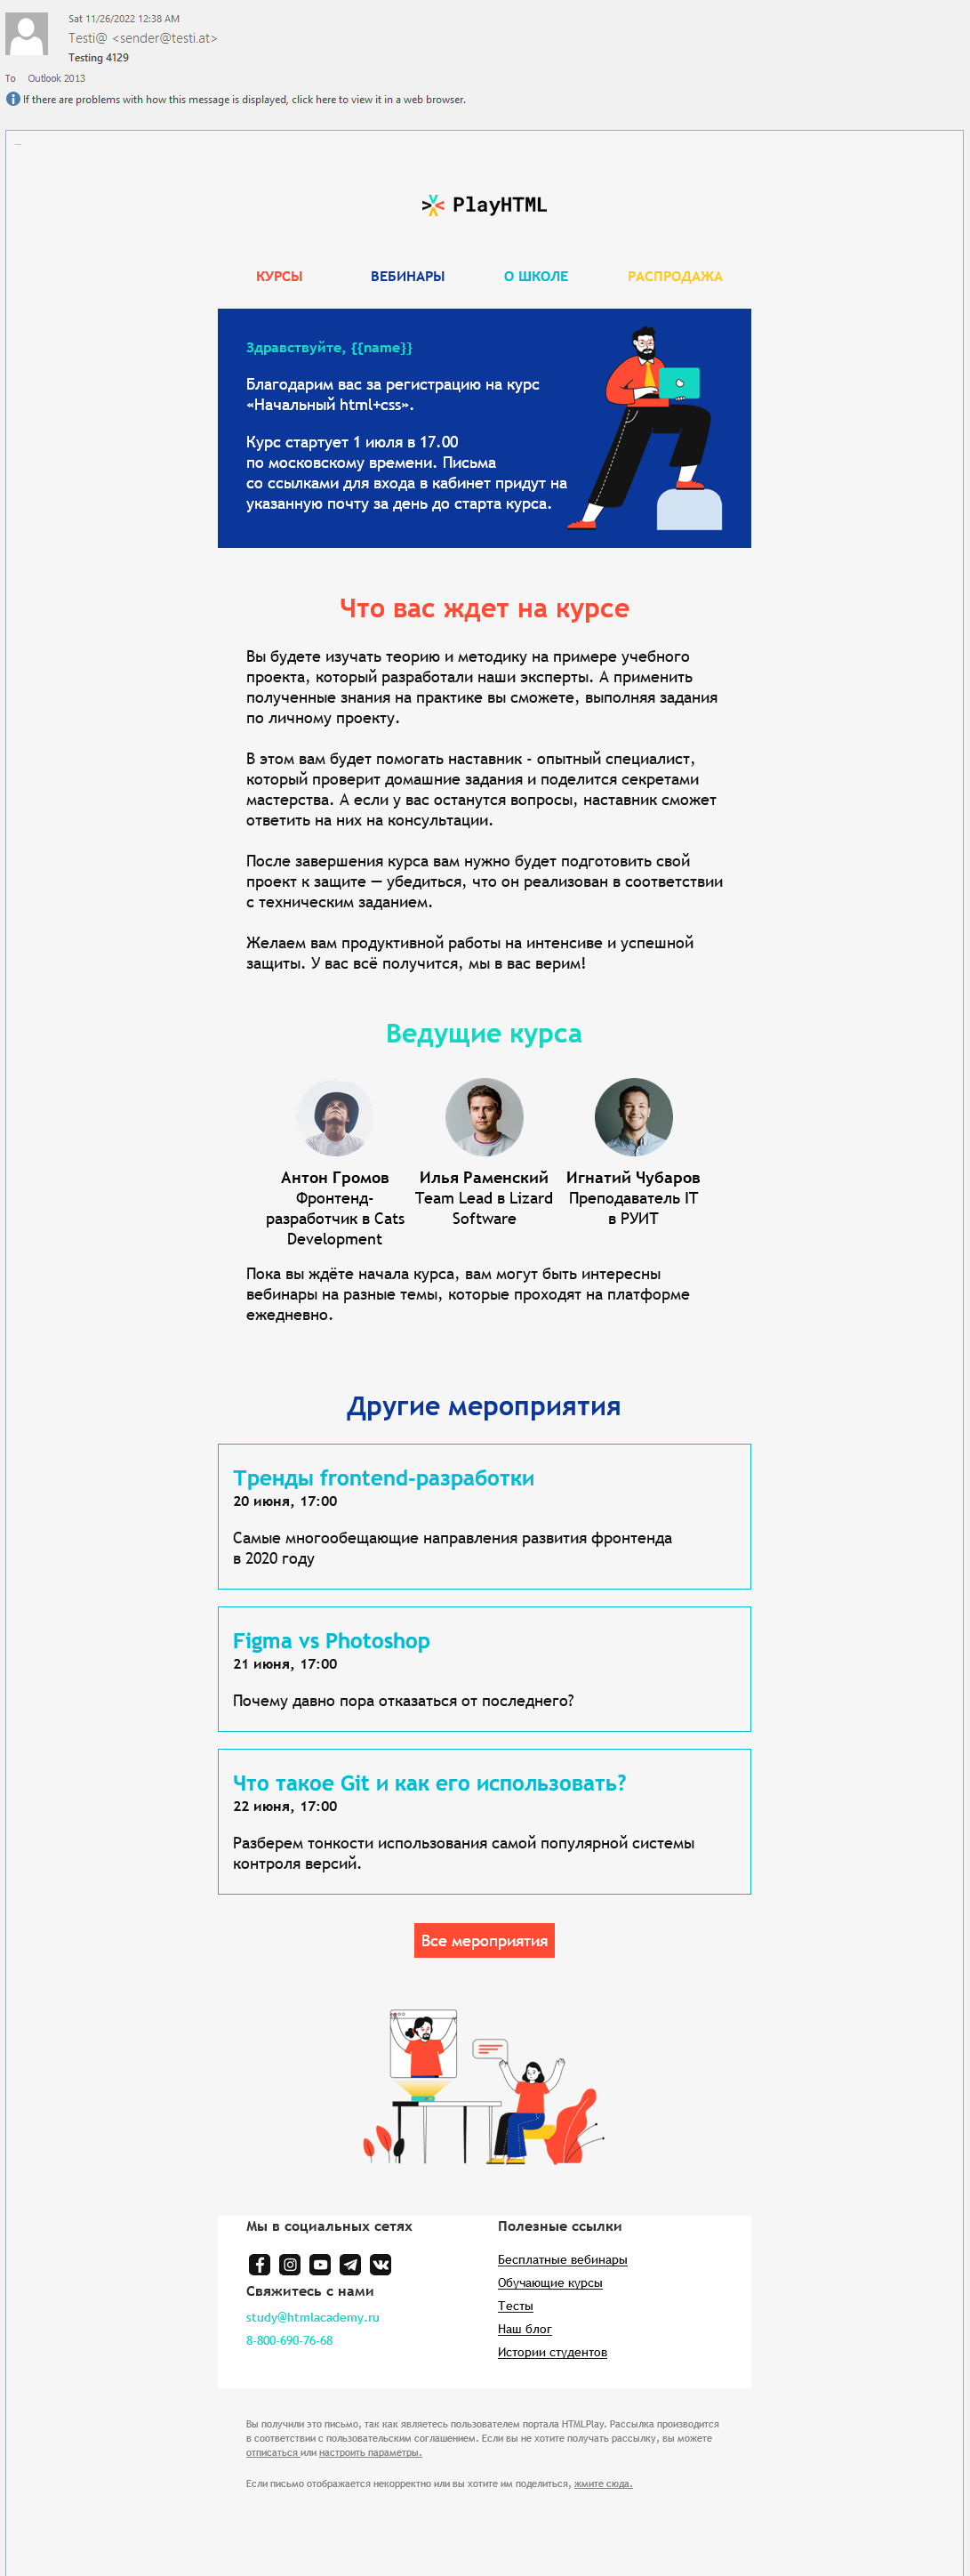 Sat 11/26/2022 12:38 AM
Testi@ <sender@testi.at>
Testing 4129
To Outlook 2013
If there are problems with how this message is displayed, click here to view it in a web browser.
PlayHTML
КУРСЫ ВЕБИНАРЫ О ШКОЛЕ РАСПРОДАЖА
Здравствуйте, {{name}}
Благодарим вас за регистрацию на курс
«Начальный html+css».
Курс стартует 1 июля в 17.00
по московскому времени. Письма
со ссылками для входа в кабинет придут на
указанную почту за день до старта курса.
Что вас ждет на курсе
Вы будете изучать теорию и методику на примере учебного
проекта, который разработали наши эксперты. А применить
полученные знания на практике вы сможете, выполняя задания
по личному проекту.
В этом вам будет помогать наставник - опытный специалист,
который проверит домашние задания и поделится секретами
мастерства. А если у вас останутся вопросы, наставник сможет
ответить на них на консультации.
После завершения курса вам нужно будет подготовить свой
проект к защите — убедиться, что он реализован в соответствии
с техническим заданием.
Желаем вам продуктивной работы на интенсиве и успешной
защиты. У вас всё получится, мы в вас верим!
Ведущие курса
Антон Громов
Фронтенд-
разработчик в Cats
Development
Илья Раменский
Team Lead в Lizard
Software
Игнатий Чубаров
Преподаватель IT
в РУИТ
Пока вы ждёте начала курса, вам могут быть интересны
вебинары на разные темы, которые проходят на платформе
ежедневно.
Другие мероприятия
Тренды frontend-разработки
20 июня, 17:00
Самые многообещающие направления развития фронтенда
в 2020 году
Figma vs Photoshop
21 июня, 17:00
Почему давно пора отказаться от последнего?
Что такое Git и как его использовать?
22 июня, 17:00
Разберем тонкости использования самой популярной системы
контроля версий.
Все мероприятия
Мы в социальных сетях
Свяжитесь с нами
study@htmlacademy.ru
8-800-690-76-68
Полезные ссылки
Бесплатные вебинары
Обучающие курсы
Тесты
Наш блог
Истории студентов
Вы получили это письмо, так как являетесь пользователем портала HTMLPlay. Рассылка производится
в соответствии с пользовательским соглашением. Если вы не хотите получать рассылку, вы можете
отписаться или настроить параметры.
Если письмо отображается некорректно или вы хотите им поделиться, жмите сюда.